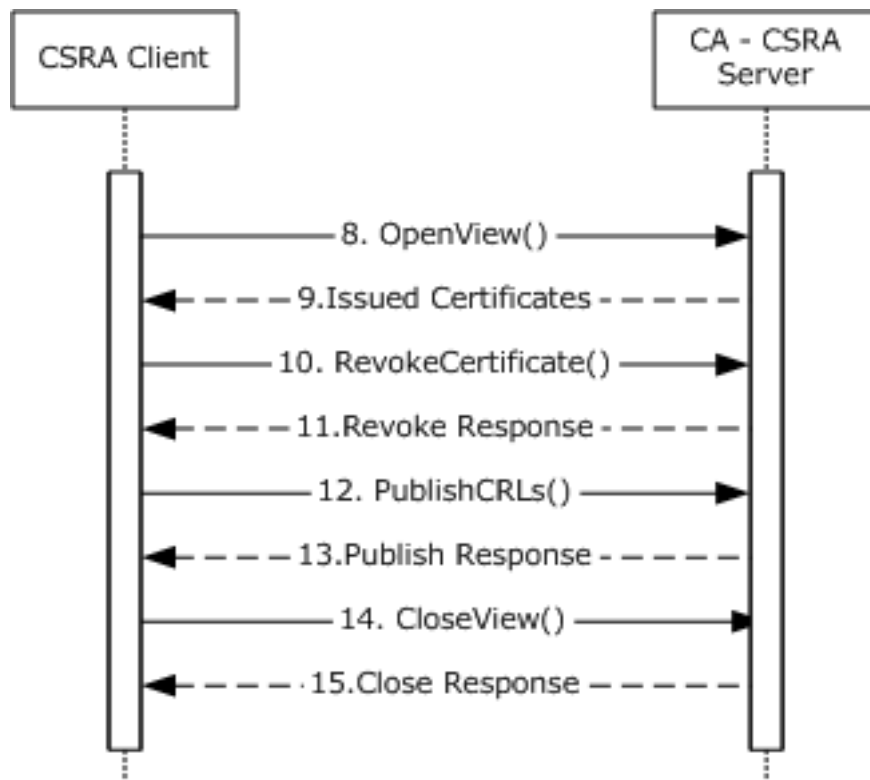 CSRA Client
CA - CSRA
Server
8. OpenView()
9.Issued Certificates
10. RevokeCertificate()
11.Revoke Response
12. PublishCRLs()
13.Publish Response
14. CloseView()
15.Close Response